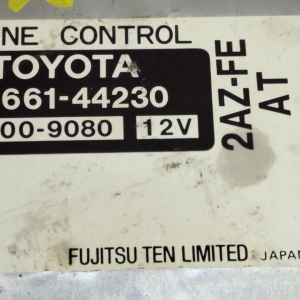 NE CONTROL
TOYOTA
661-44230
00-9080 12V
2AZ-FE
AT
FUJITSU TEN LIMITED JAPAN